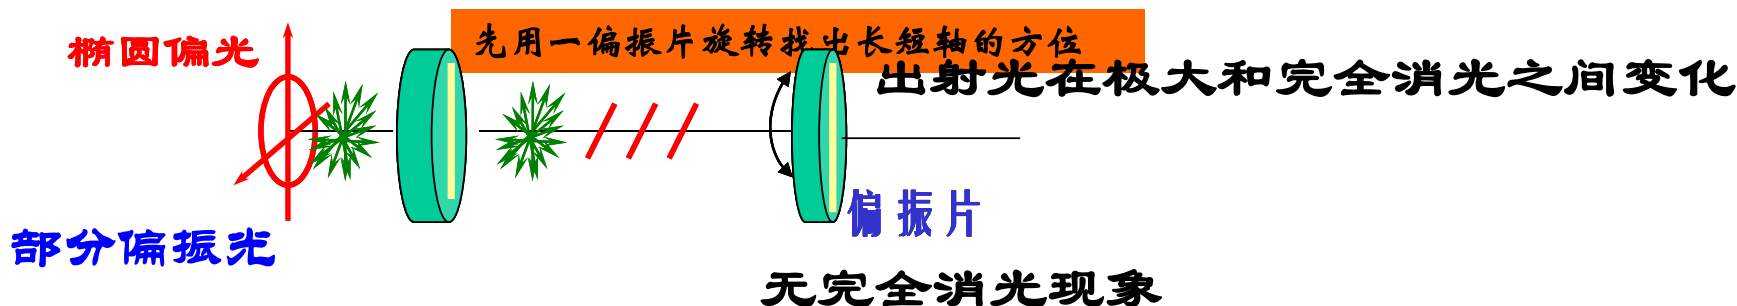 先用一偏振片旋转找出长短轴的方位
椭圆偏光
出射光在极大和完全消光之间变化
偏振片
部分偏振光
无完全消光现象